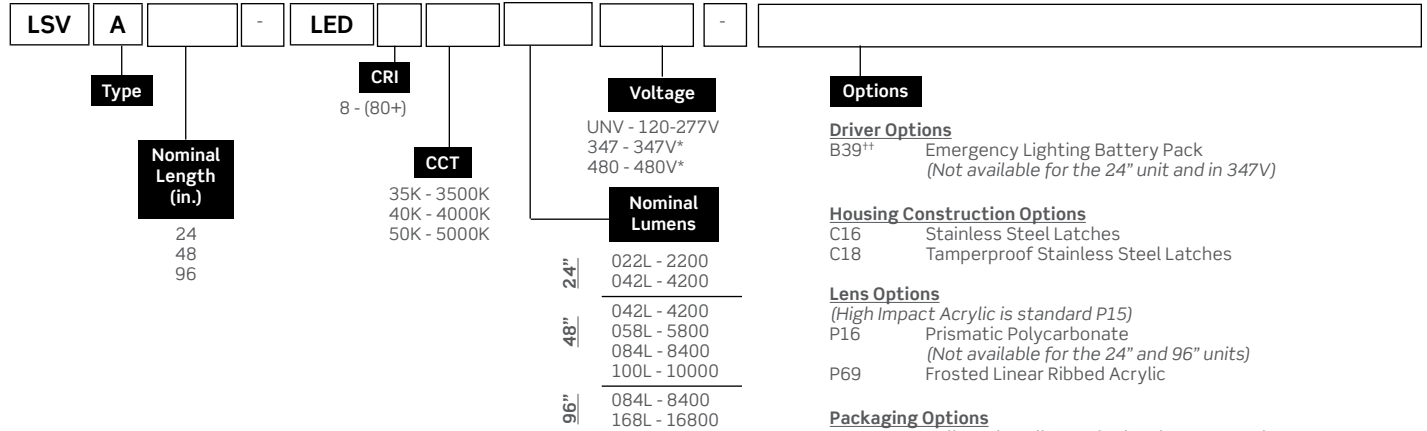 LSV A - LED -
Type
Nominal
Length
(in.)
24
48
96
CRI
8 - (80+)
CCT
35K - 3500K
40K - 4000K
50K - 5000K
Voltage
UNV - 120-277V
347 - 347V*
480 - 480V*
Nominal
Lumens
24”
022L - 2200
042L - 4200
48”
042L - 4200
058L - 5800
084L - 8400
100L - 10000
96”
084L - 8400
168L - 16800
Options
Driver Options
B39†† Emergency Lighting Battery Pack
(Not available for the 24” unit and in 347V)
Housing Construction Options
C16 Stainless Steel Latches
C18 Tamperproof Stainless Steel Latches
Lens Options
(High Impact Acrylic is standard P15)
P16 Prismatic Polycarbonate
(Not available for the 24” and 96” units)
P69 Frosted Linear Ribbed Acrylic
Packaging Options